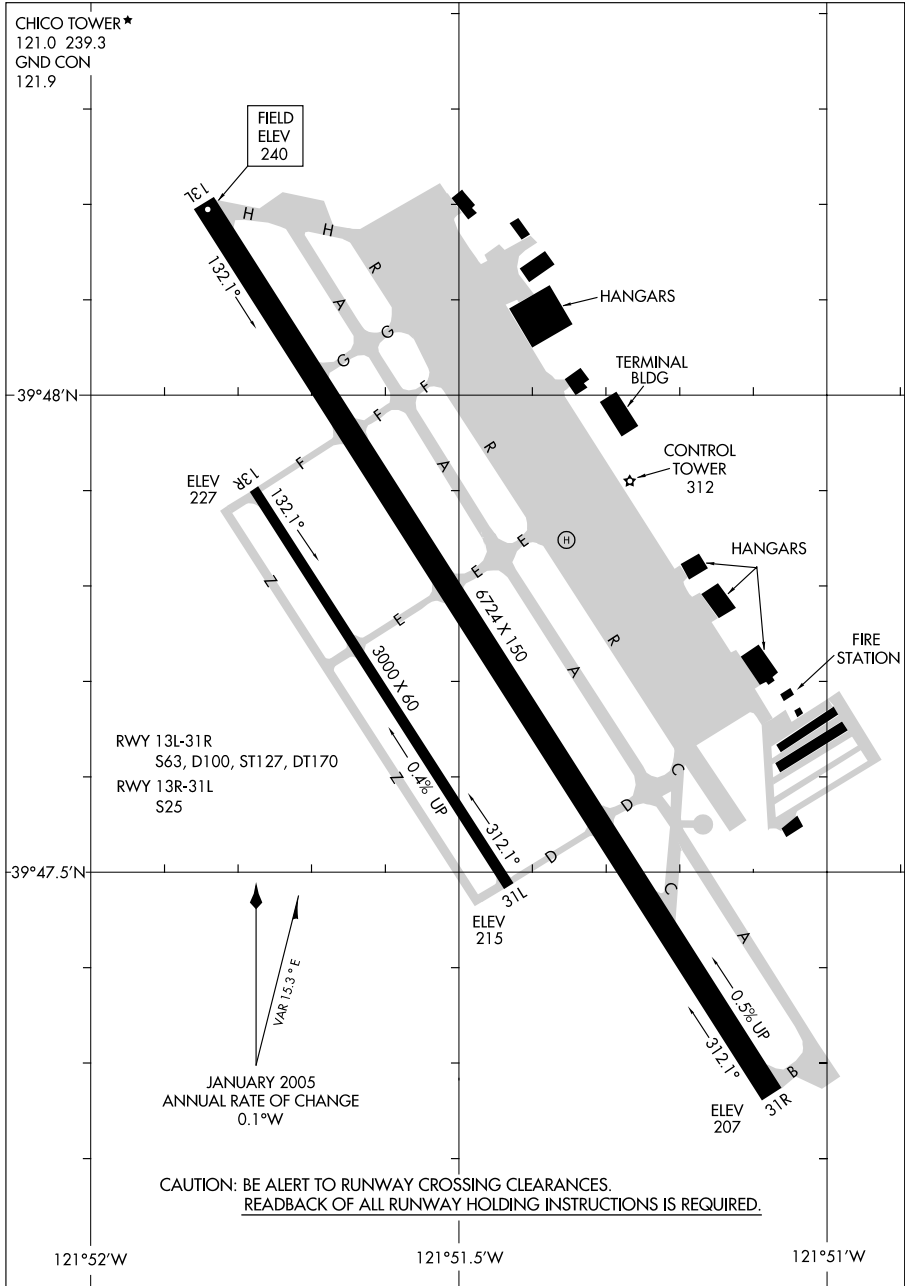 CHICO TOWER★
121.0 239.3
GND CON
121.9
FIELD
ELEV
240
13L
H
H
132.1°
R
A
G
G
HANGARS
TERMINAL
BLDG
39°48'N
F
F
F
R
A
CONTROL
TOWER
312
ELEV
227
13R
132.1°
E
H
E
HANGARS
Z
E
6724 X 150
R
FIRE
STATION
3000 X 60
A
RWY 13L-31R
S63, D100, ST127, DT170
RWY 13R-31L
S25
0.4% UP
Z
C
D
312.1°
D
39°47.5'N
31L
C
ELEV
215
A
VAR 15.3° E
0.5% UP
312.1°
B
31R
ELEV
207
JANUARY 2005
ANNUAL RATE OF CHANGE
0.1°W
CAUTION: BE ALERT TO RUNWAY CROSSING CLEARANCES.
READBACK OF ALL RUNWAY HOLDING INSTRUCTIONS IS REQUIRED.
121°52'W
121°51.5'W
121°51'W